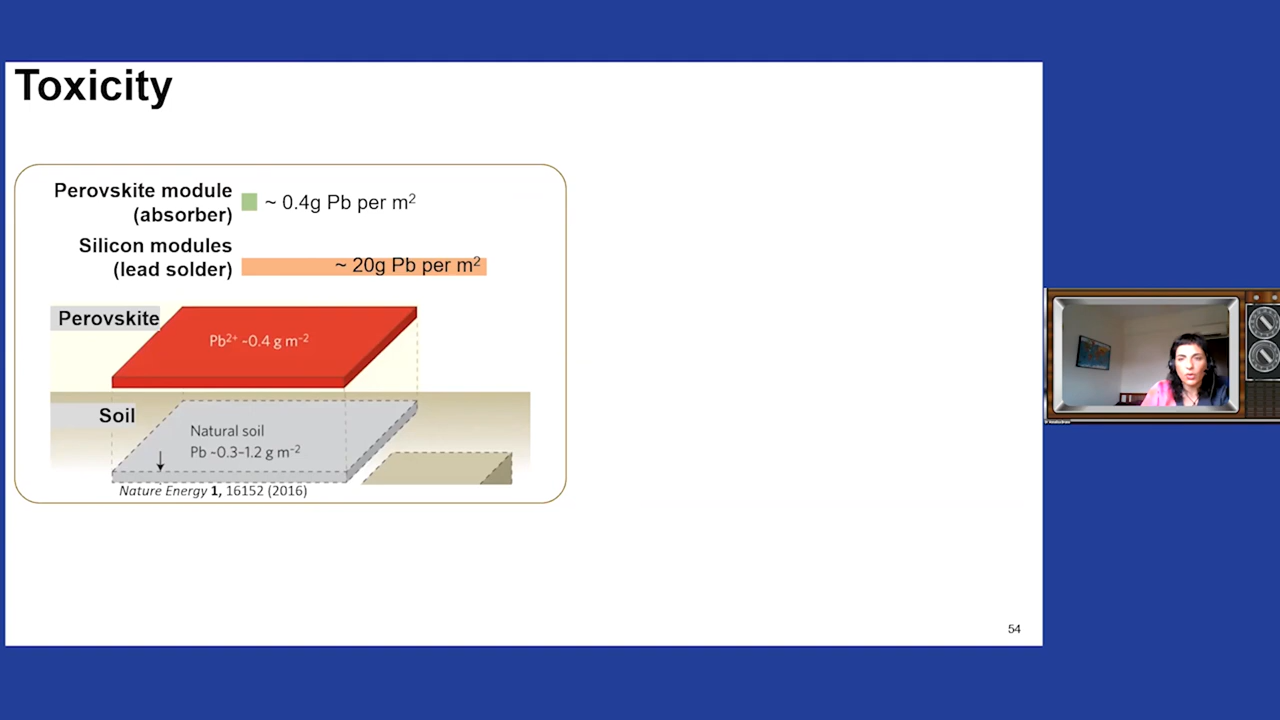 Toxicity
Perovskite module
(absorber)
~ 0.4g Pb per m²
Silicon modules
(lead solder)
~ 20g Pb per m²
Perovskite
Pb²⁺ ~0.4 g m⁻²
Soil
Natural soil
Pb ~0.3–1.2 g m⁻²
Nature Energy 1, 16152 (2016)
54